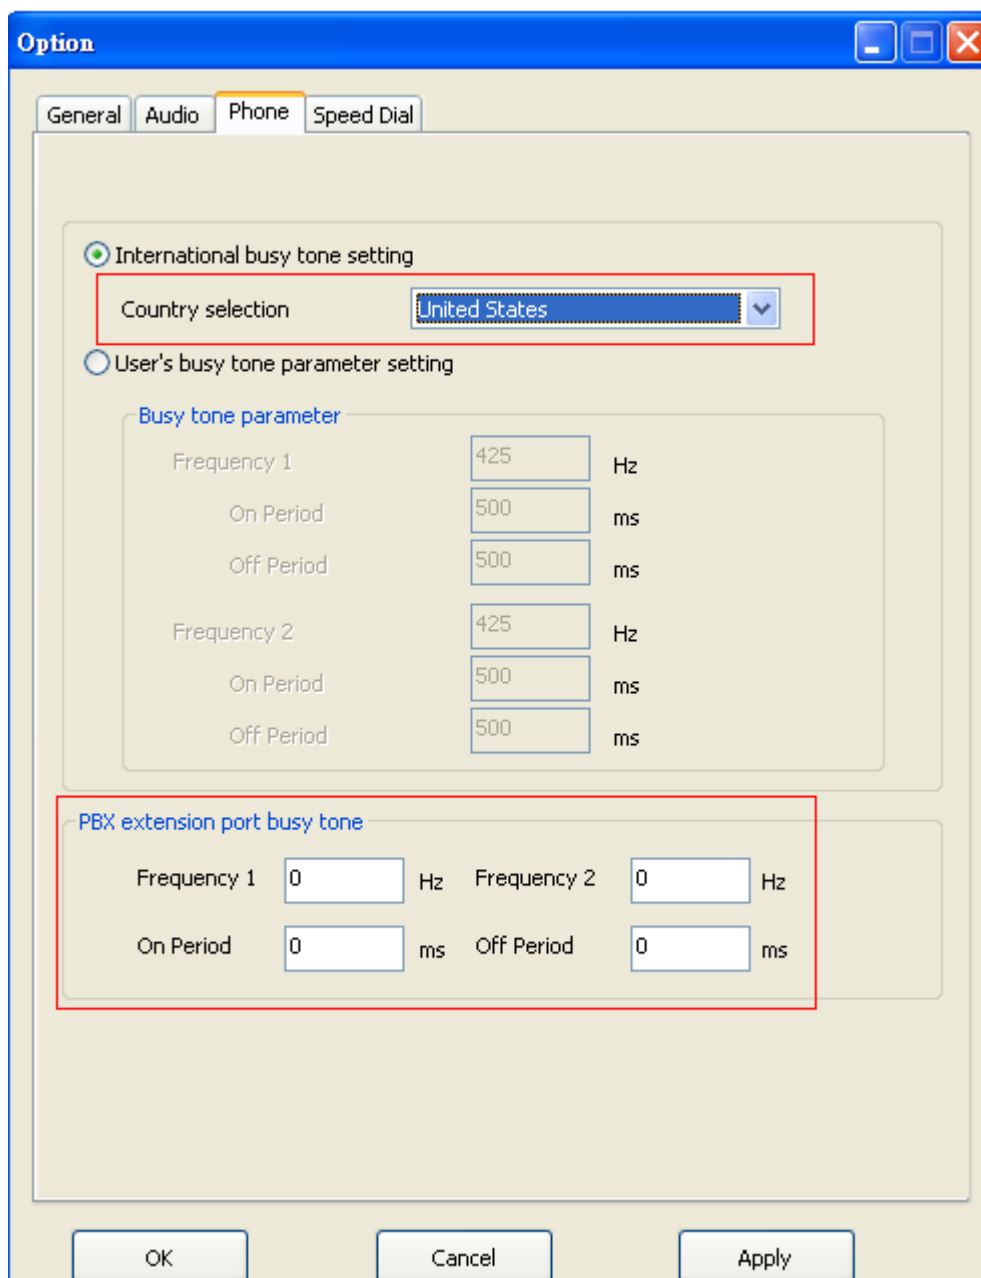 Option
General Audio Phone Speed Dial
International busy tone setting
Country selection United States
User's busy tone parameter setting
Busy tone parameter
Frequency 1 425 Hz
On Period 500 ms
Off Period 500 ms
Frequency 2 425 Hz
On Period 500 ms
Off Period 500 ms
PBX extension port busy tone
Frequency 1 0 Hz Frequency 2 0 Hz
On Period 0 ms Off Period 0 ms
OK Cancel Apply